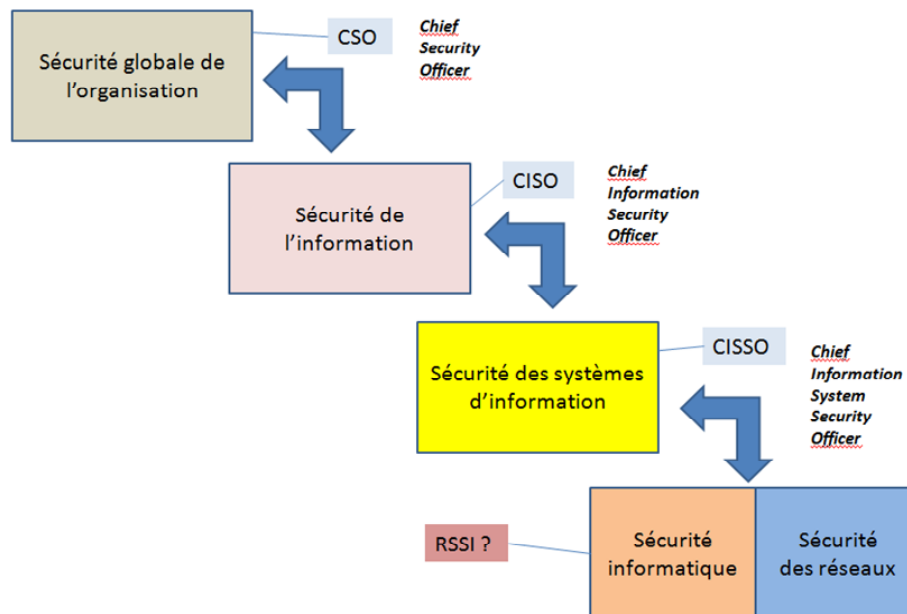 Sécurité globale de
l'organisation
CSO
Chief
Security
Officer
Sécurité de
l'information
CISO
Chief
Information
Security
Officer
Sécurité des systèmes
d'information
CISSO
Chief
Information
System
Security
Officer
RSSI ?
Sécurité
informatique
Sécurité
des réseaux